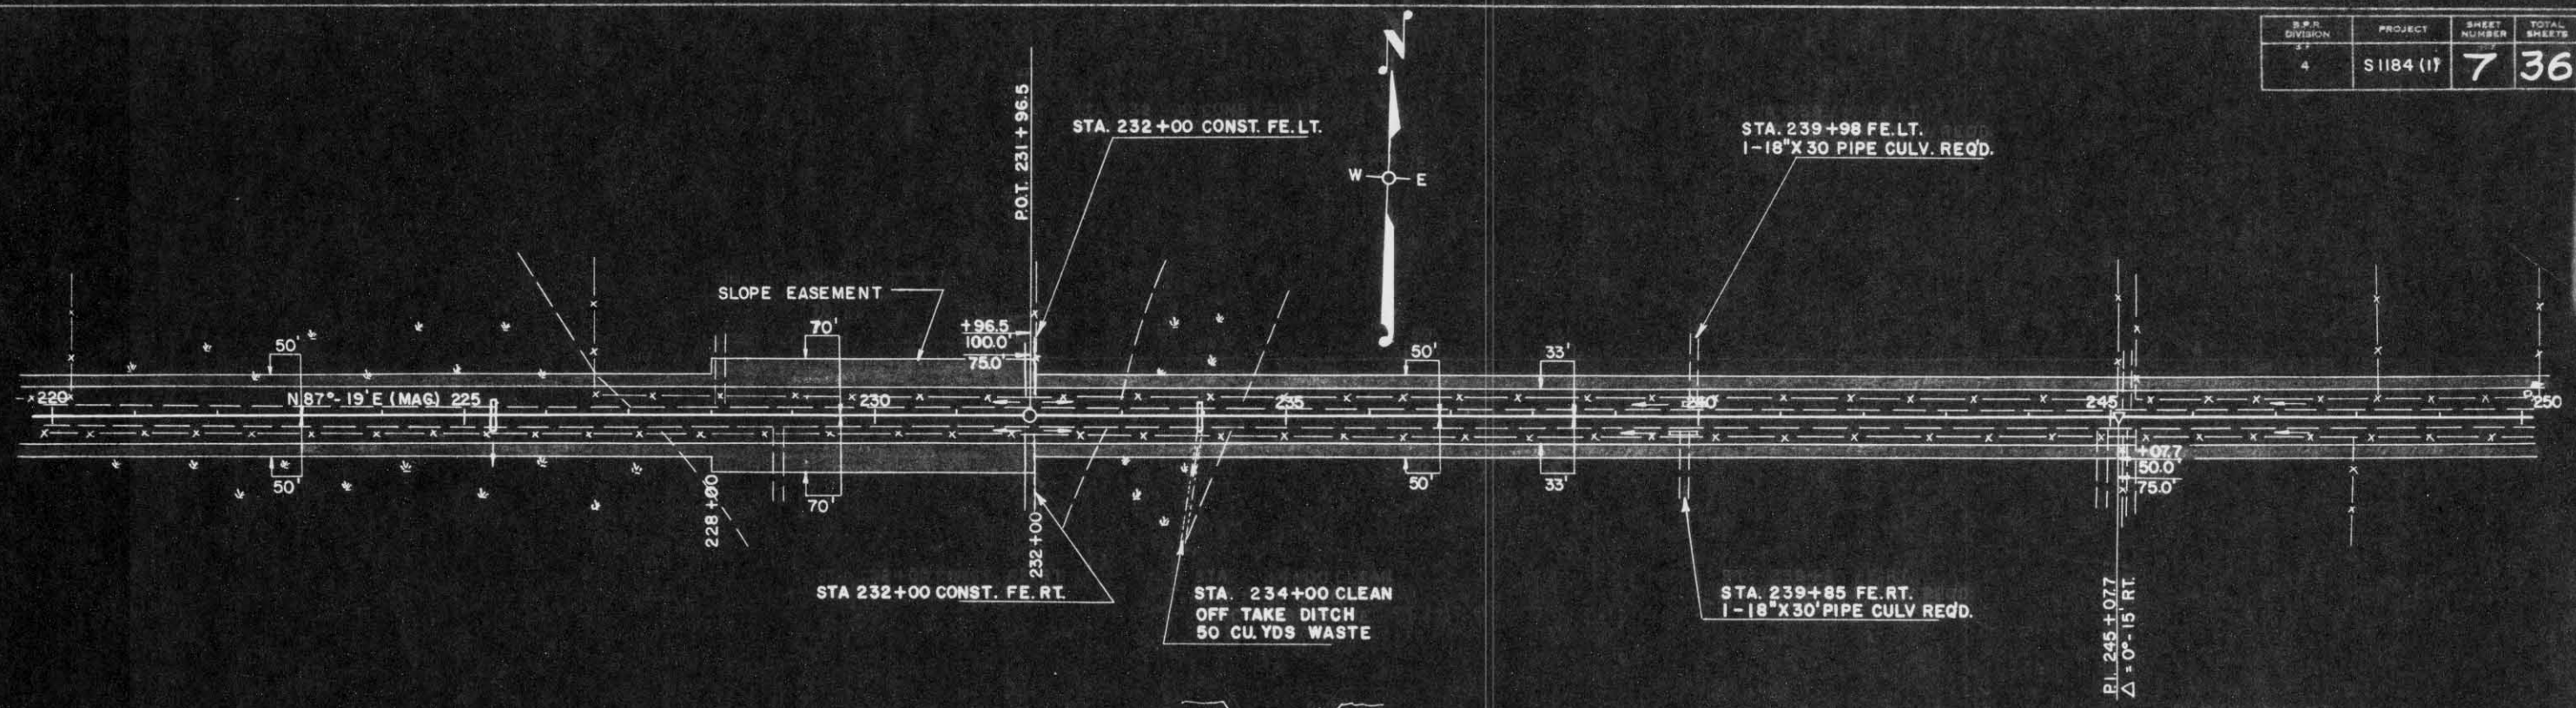 B.P.R. DIVISION PROJECT SHEET NUMBER TOTAL SHEETS
4 S 1184 (1) 7 36
N
W E
P.O.T. 231 + 96.5
STA. 232+00 CONST. FE. LT.
STA. 239+98 FE. LT.
1-18"X 30 PIPE CULV. REQ'D.
SLOPE EASEMENT
+96.5
100.0'
75.0'
50'
70'
50'
33'
220 N 87°-19' E (MAG) 225 230 235 240 245 250
50'
70'
50'
33'
+07.7
50.0'
75.0'
228+00
232+00
STA 232+00 CONST. FE. RT.
STA. 234+00 CLEAN
OFF TAKE DITCH
50 CU. YDS WASTE
STA. 239+85 FE. RT.
1-18"X 30' PIPE CULV REQ'D.
P.I. 245+07.7
Δ = 0°-15' RT.